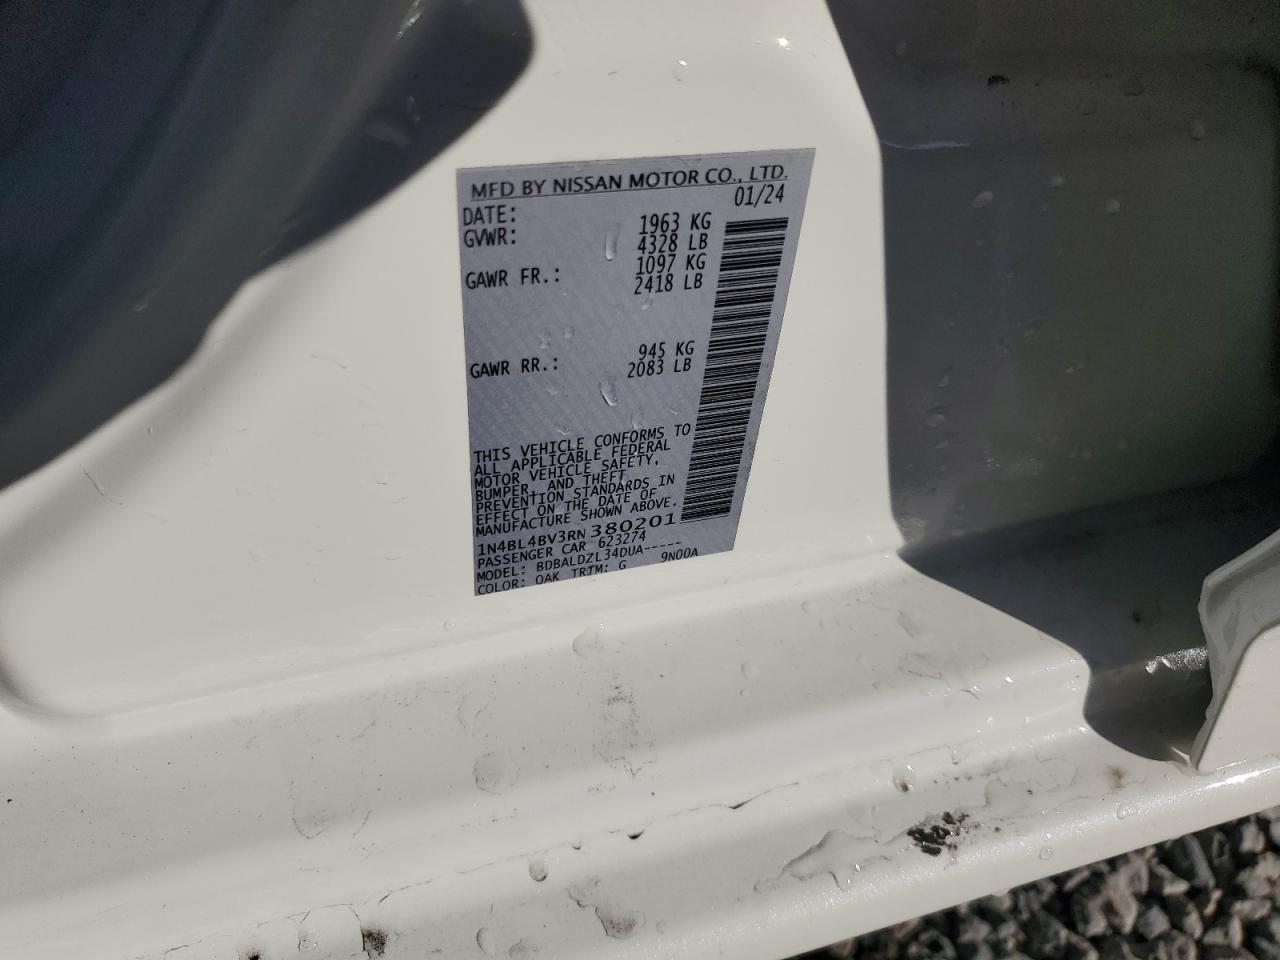 MFD BY NISSAN MOTOR CO., LTD.
DATE: 01/24
GVWR: 1963 KG
4328 LB
GAWR FR.: 1097 KG
2418 LB
GAWR RR.: 945 KG
2083 LB
THIS VEHICLE CONFORMS TO
ALL APPLICABLE FEDERAL
MOTOR VEHICLE SAFETY,
BUMPER, AND THEFT
PREVENTION STANDARDS IN
EFFECT ON THE DATE OF
MANUFACTURE SHOWN ABOVE.
1N4BL4BV3RN380201
PASSENGER CAR 623274
MODEL: BDBALDZL34DUA-----
COLOR: OAK TRIM: G 9N00A